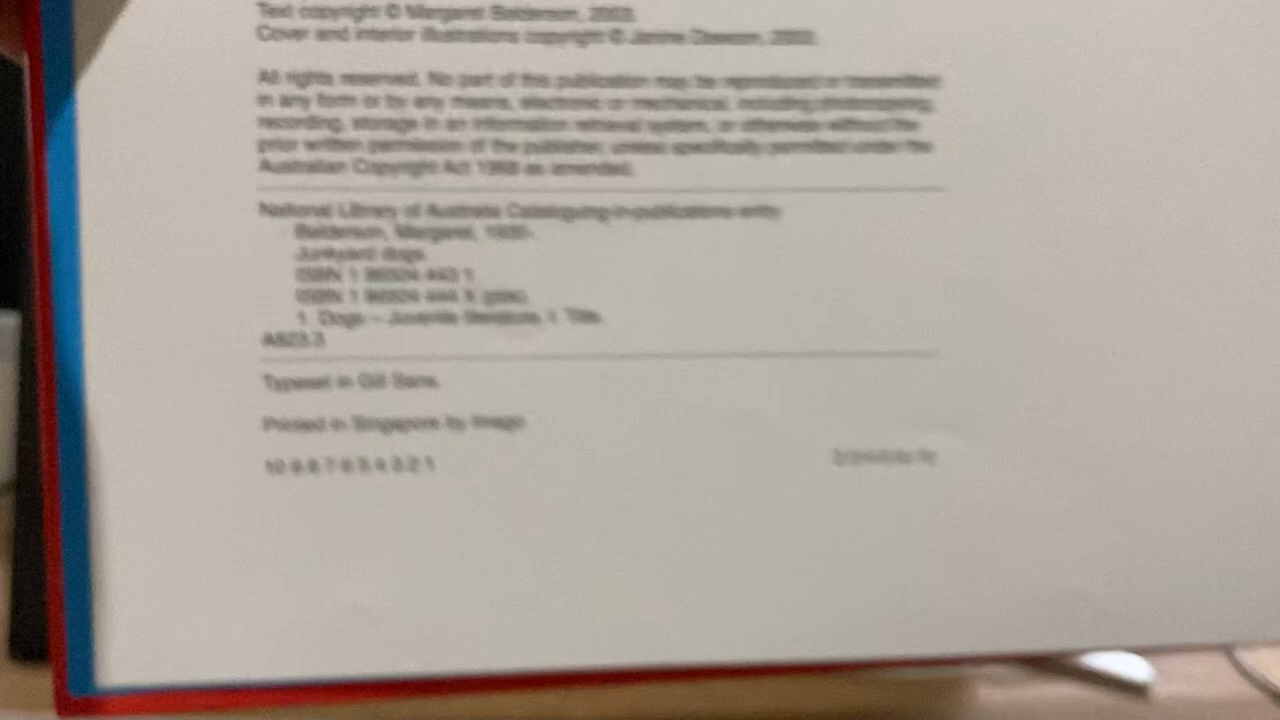 Text copyright © Margaret Balderson,
Cover and interior illustrations copyright © Janine Dawson,
All rights reserved. No part of this publication may be reproduced or transmitted
in any form or by any means, electronic or mechanical, including photocopying,
recording, storage in an information retrieval system, or otherwise without the
prior written permission of the publisher, unless specifically permitted under the
Australian Copyright Act 1968 as amended.
National Library of Australia Cataloguing-in-publications entry
Balderson, Margaret,
Junkyard dogs.
ISBN 1
ISBN 1
1. Dogs – Juvenile literature. I. Title.
A823.3
Typeset in Gill Sans.
Printed in Singapore by Imago
10 9 8 7 6 5 4 3 2 1